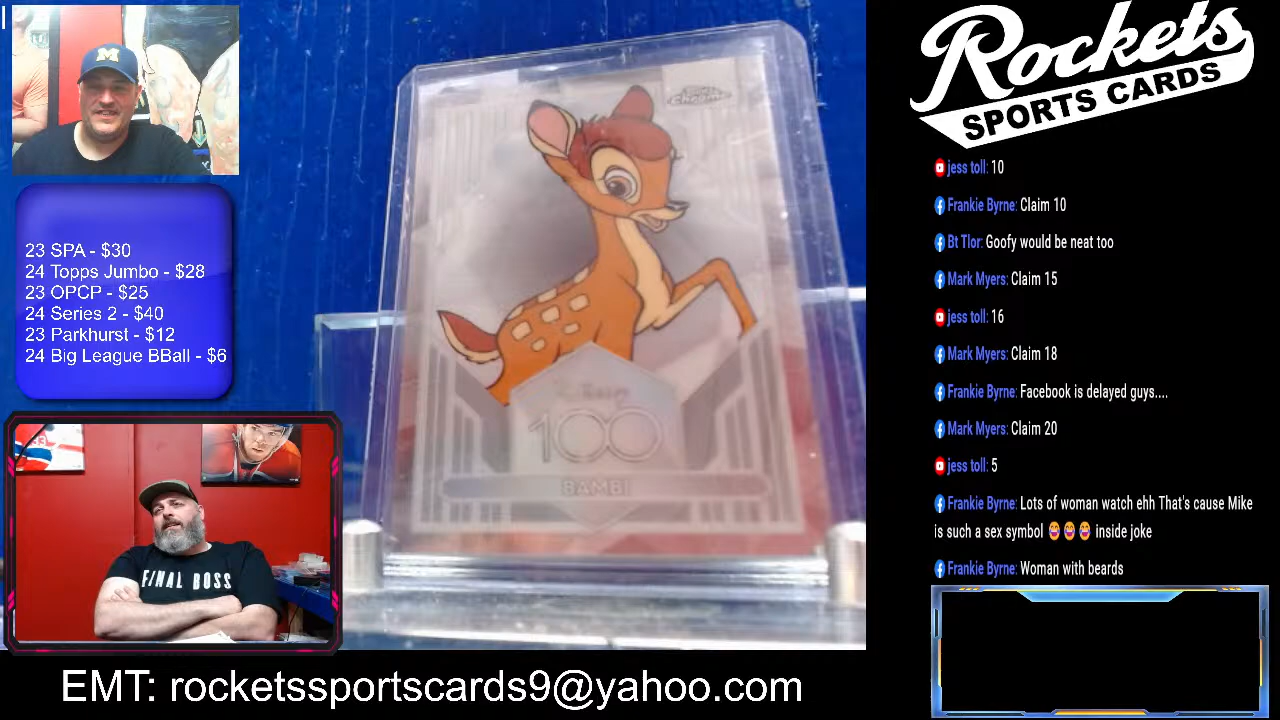 M
23 SPA - $30
24 Topps Jumbo - $28
23 OPCP - $25
24 Series 2 - $40
23 Parkhurst - $12
24 Big League BBall - $6
FINAL BOSS
Chrome
100
BAMBI
Rockets
SPORTS CARDS
jess toll: 10
Frankie Byrne: Claim 10
Bt Tlor: Goofy would be neat too
Mark Myers: Claim 15
jess toll: 16
Mark Myers: Claim 18
Frankie Byrne: Facebook is delayed guys....
Mark Myers: Claim 20
jess toll: 5
Frankie Byrne: Lots of woman watch ehh That's cause Mike
is such a sex symbol 😂😂😂 inside joke
Frankie Byrne: Woman with beards
EMT: rocketssportscards9@yahoo.com